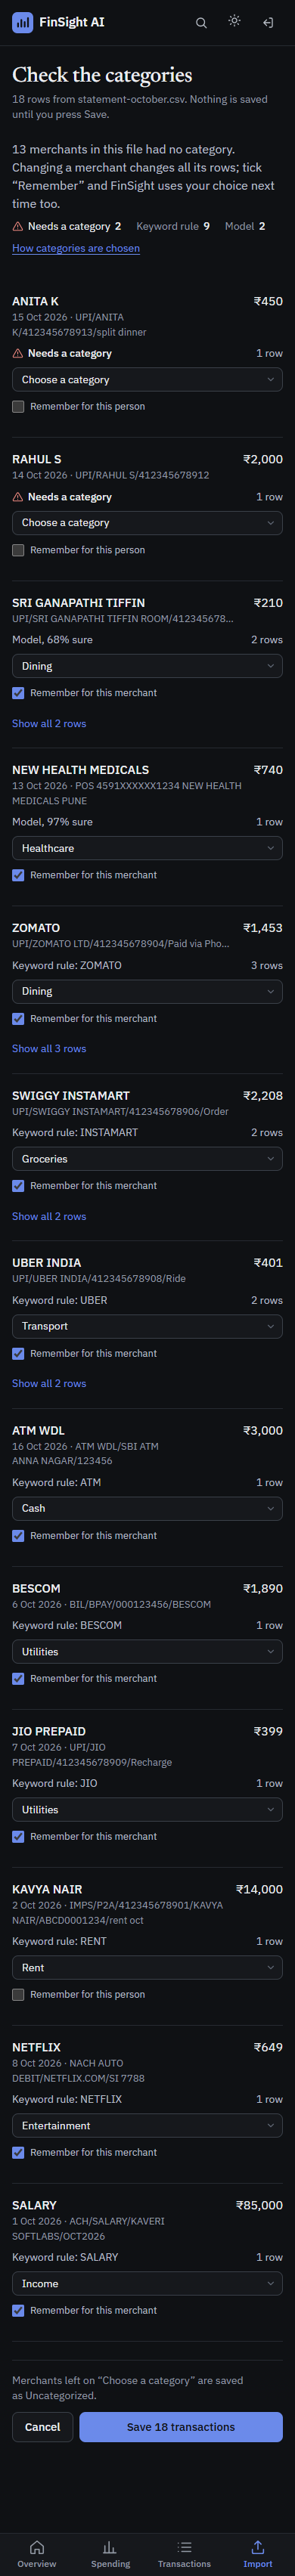 FinSight AI
Check the categories
18 rows from statement-october.csv. Nothing is saved
until you press Save.
13 merchants in this file had no category.
Changing a merchant changes all its rows; tick
“Remember” and FinSight uses your choice next
time too.
Needs a category 2 Keyword rule 9 Model 2
How categories are chosen
ANITA K ₹450
15 Oct 2026 · UPI/ANITA
K/412345678913/split dinner
Needs a category 1 row
Choose a category
Remember for this person
RAHUL S ₹2,000
14 Oct 2026 · UPI/RAHUL S/412345678912
Needs a category 1 row
Choose a category
Remember for this person
SRI GANAPATHI TIFFIN ₹210
UPI/SRI GANAPATHI TIFFIN ROOM/412345678...
Model, 68% sure 2 rows
Dining
Remember for this merchant
Show all 2 rows
NEW HEALTH MEDICALS ₹740
13 Oct 2026 · POS 4591XXXXXX1234 NEW HEALTH
MEDICALS PUNE
Model, 97% sure 1 row
Healthcare
Remember for this merchant
ZOMATO ₹1,453
UPI/ZOMATO LTD/412345678904/Paid via Pho...
Keyword rule: ZOMATO 3 rows
Dining
Remember for this merchant
Show all 3 rows
SWIGGY INSTAMART ₹2,208
UPI/SWIGGY INSTAMART/412345678906/Order
Keyword rule: INSTAMART 2 rows
Groceries
Remember for this merchant
Show all 2 rows
UBER INDIA ₹401
UPI/UBER INDIA/412345678908/Ride
Keyword rule: UBER 2 rows
Transport
Remember for this merchant
Show all 2 rows
ATM WDL ₹3,000
16 Oct 2026 · ATM WDL/SBI ATM
ANNA NAGAR/123456
Keyword rule: ATM 1 row
Cash
Remember for this merchant
BESCOM ₹1,890
6 Oct 2026 · BIL/BPAY/000123456/BESCOM
Keyword rule: BESCOM 1 row
Utilities
Remember for this merchant
JIO PREPAID ₹399
7 Oct 2026 · UPI/JIO
PREPAID/412345678909/Recharge
Keyword rule: JIO 1 row
Utilities
Remember for this merchant
KAVYA NAIR ₹14,000
2 Oct 2026 · IMPS/P2A/412345678901/KAVYA
NAIR/ABCD0001234/rent oct
Keyword rule: RENT 1 row
Rent
Remember for this person
NETFLIX ₹649
8 Oct 2026 · NACH AUTO
DEBIT/NETFLIX.COM/SI 7788
Keyword rule: NETFLIX 1 row
Entertainment
Remember for this merchant
SALARY ₹85,000
1 Oct 2026 · ACH/SALARY/KAVERI
SOFTLABS/OCT2026
Keyword rule: SALARY 1 row
Income
Remember for this merchant
Merchants left on “Choose a category” are saved
as Uncategorized.
Cancel Save 18 transactions
Overview Spending Transactions Import